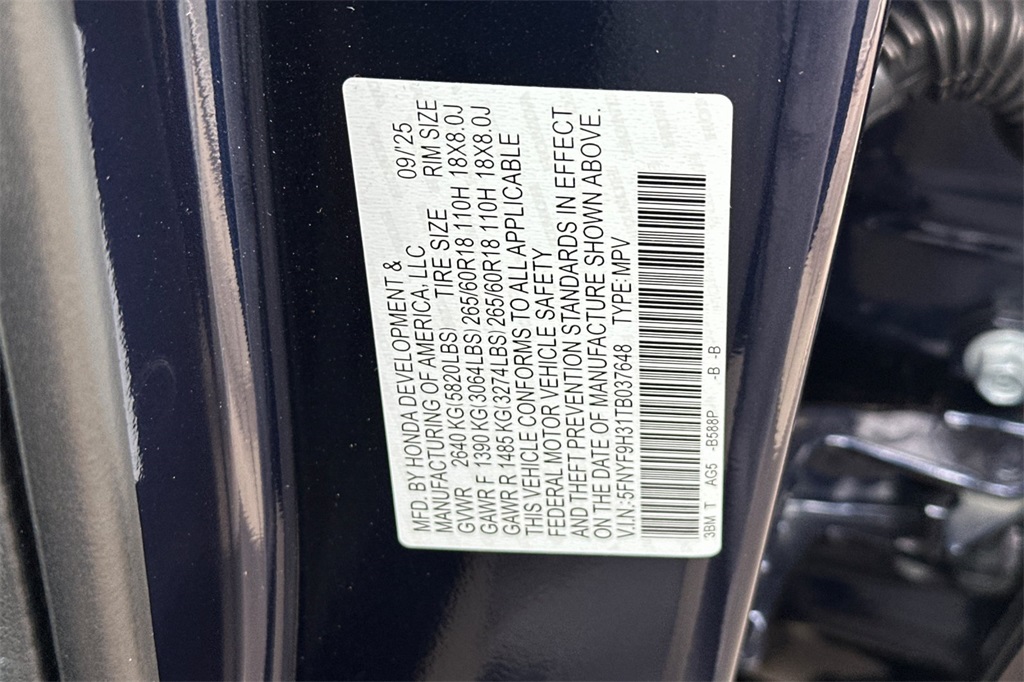 MFD. BY HONDA DEVELOPMENT &
MANUFACTURING OF AMERICA, LLC 09/'25
GVWR 2640 KG(5820LBS) TIRE SIZE RIM SIZE
GAWR F 1390 KG(3064LBS) 265/60R18 110H 18X8.0J
GAWR R 1485 KG(3274LBS) 265/60R18 110H 18X8.0J
THIS VEHICLE CONFORMS TO ALL APPLICABLE
FEDERAL MOTOR VEHICLE SAFETY
AND THEFT PREVENTION STANDARDS IN EFFECT
ON THE DATE OF MANUFACTURE SHOWN ABOVE.
V.I.N.:5FNYF9H31TB037648 TYPE:MPV
3BM T AG5 -B588P -B -B